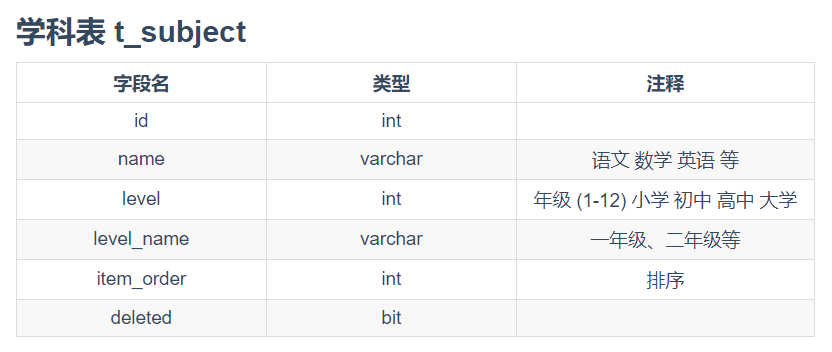 学科表 t_subject
字段名 类型 注释
id int
name varchar 语文 数学 英语 等
level int 年级 (1-12) 小学 初中 高中 大学
level_name varchar 一年级、二年级等
item_order int 排序
deleted bit